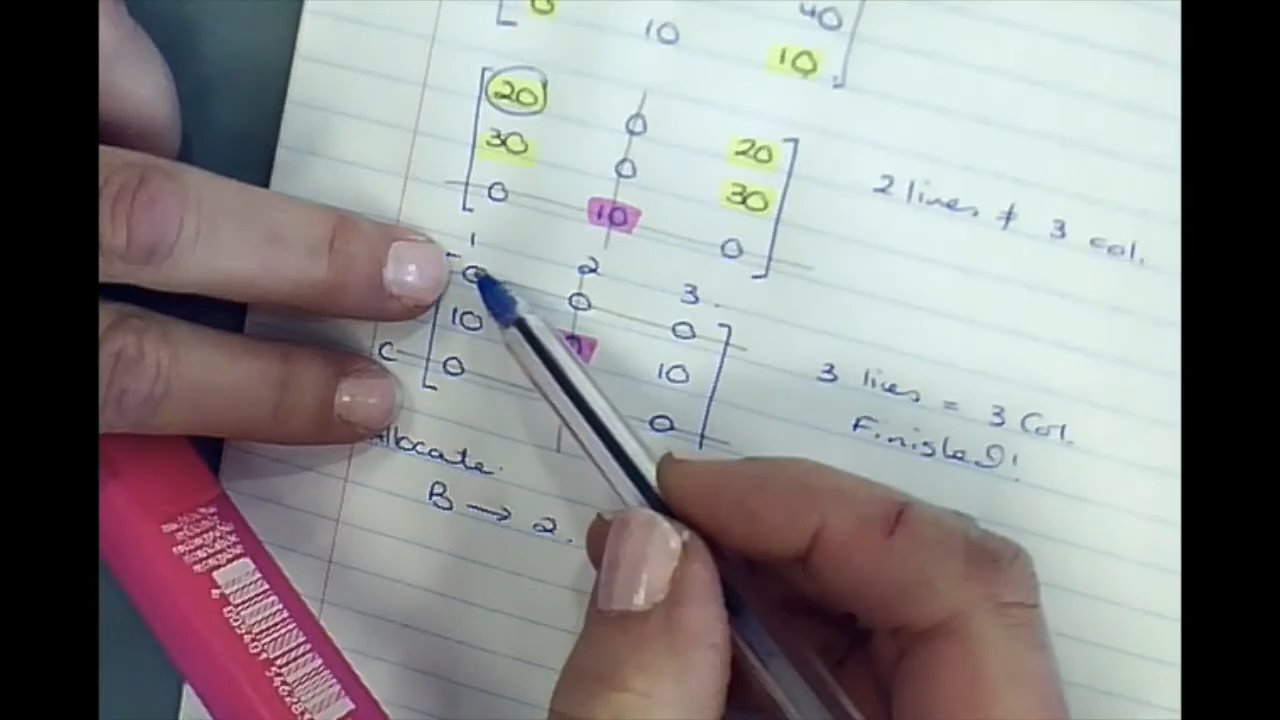 0 40
10
10
20 0 20
30 0 30
0 10 0
2 lines ≠ 3 col.
1 2 3.
0 0 0
10 10
C 0 0
3 lines = 3 Col.
Finished!
allocate.
B → 2.